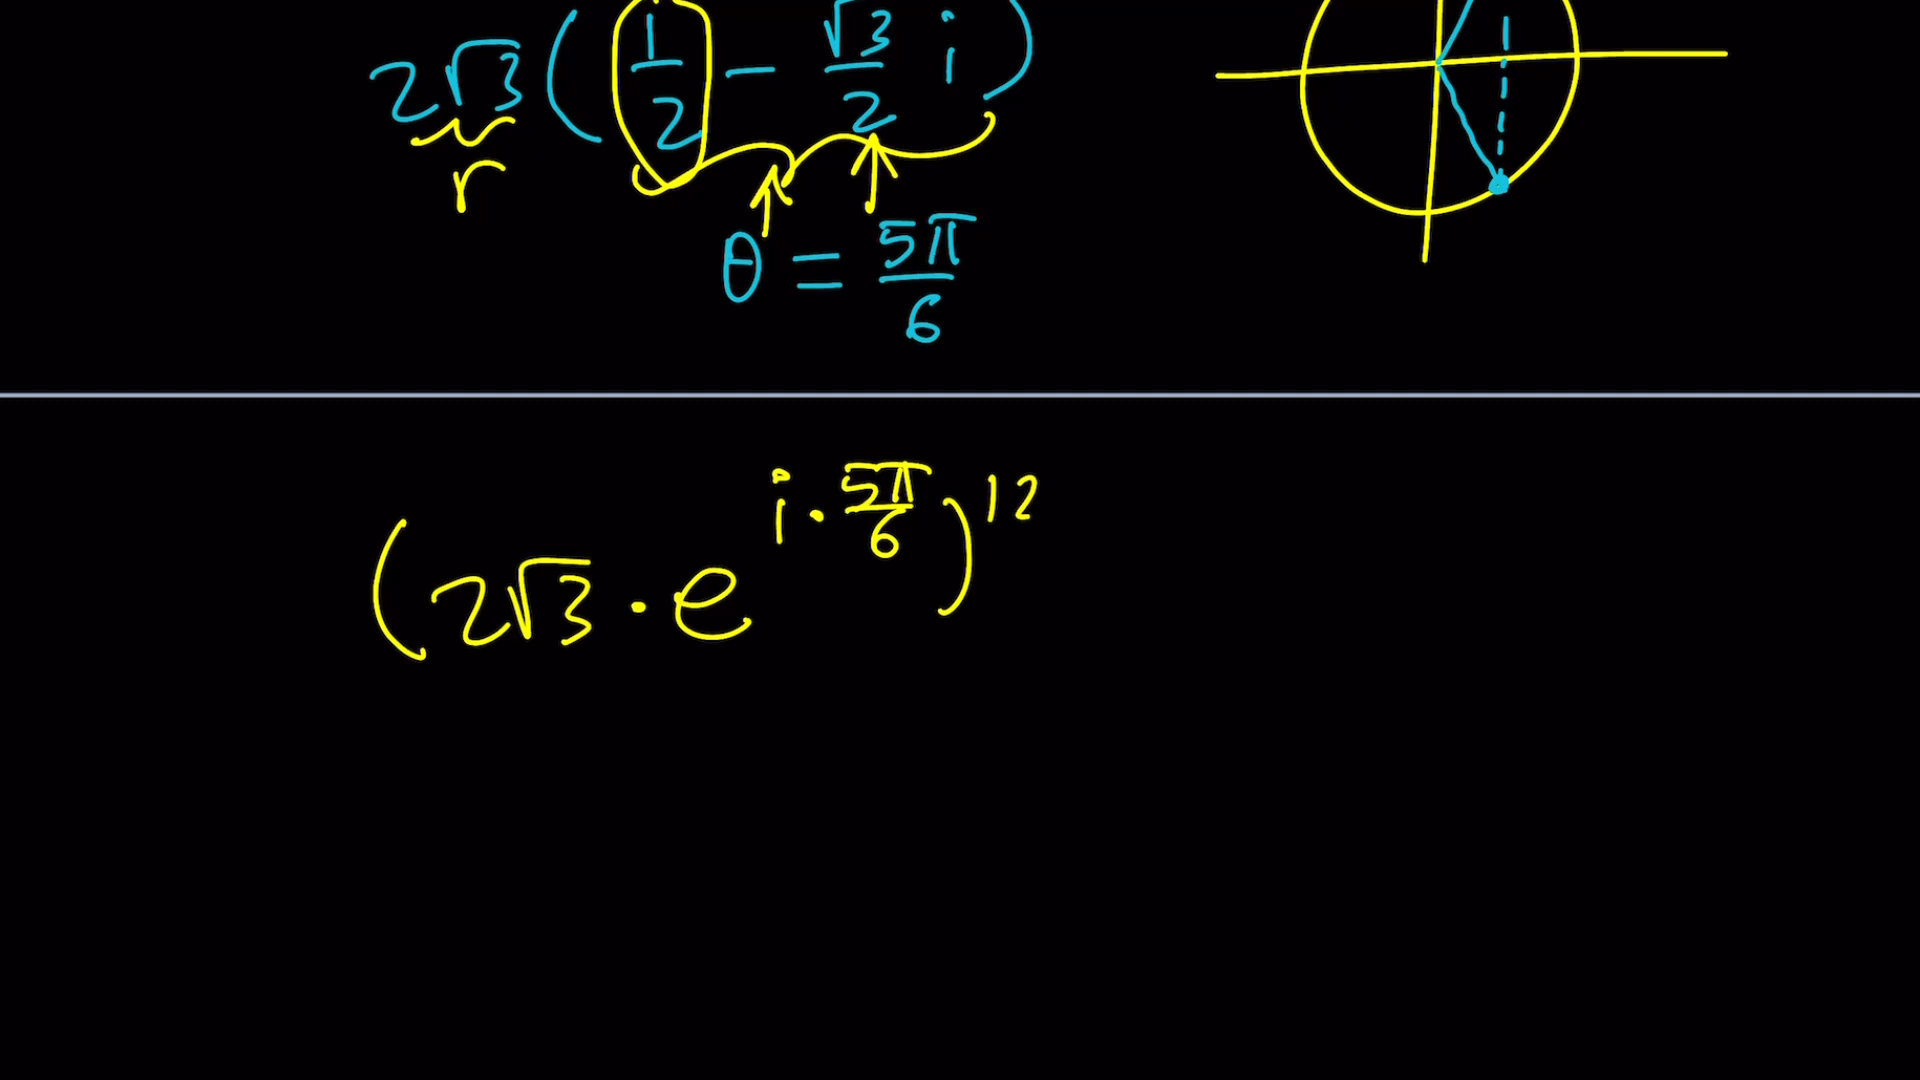 2√3 (1/2 − √3/2 i)
r
θ = 5π/6
(2√3 · e^(i · 5π/6))^12